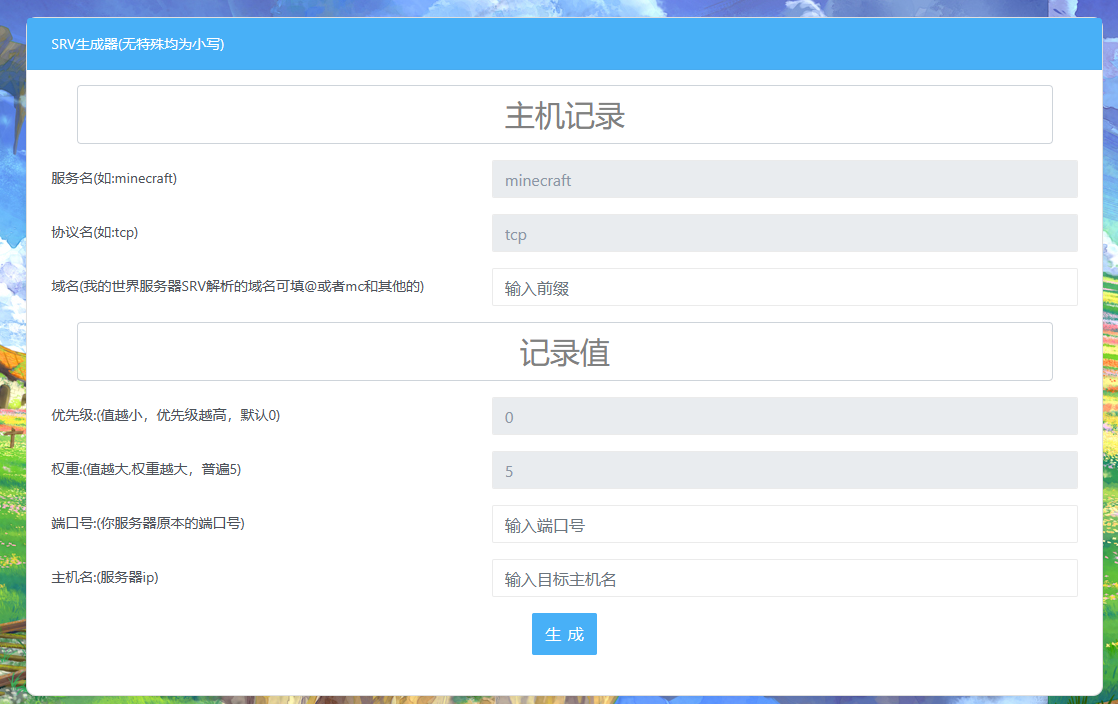 SRV生成器(无特殊均为小写)
主机记录
服务名(如:minecraft)
minecraft
协议名(如:tcp)
tcp
域名(我的世界服务器SRV解析的域名可填@或者mc和其他的)
输入前缀
记录值
优先级:(值越小，优先级越高，默认0)
0
权重:(值越大,权重越大，普遍5)
5
端口号:(你服务器原本的端口号)
输入端口号
主机名:(服务器ip)
输入目标主机名
生 成